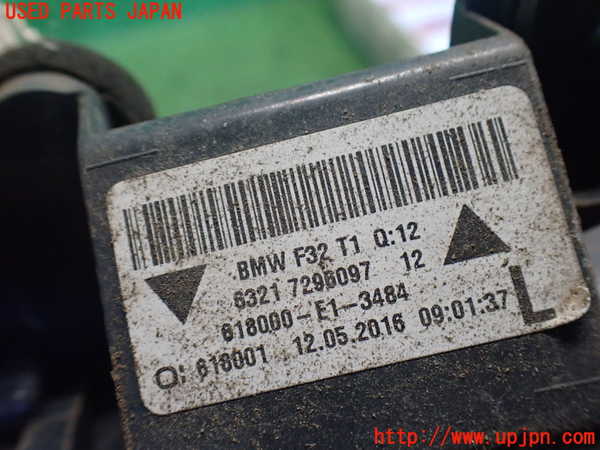 USED PARTS JAPAN
BMW F32 T1 Q:12
6321 7296097 12
618000-E1-3484
Q: 618001 12.05.2016 09:01:37
L
http://www.upjpn.com